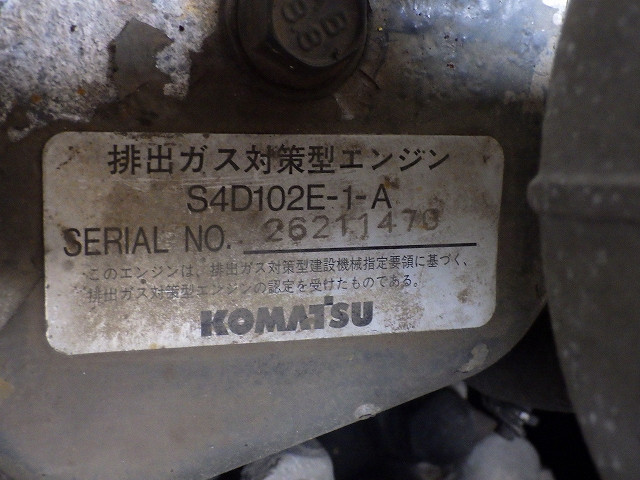 排出ガス対策型エンジン
S4D102E-1-A
SERIAL NO. 26211470
このエンジンは、排出ガス対策型建設機械指定要領に基づく、
排出ガス対策型エンジンの認定を受けたものである。
KOMATSU